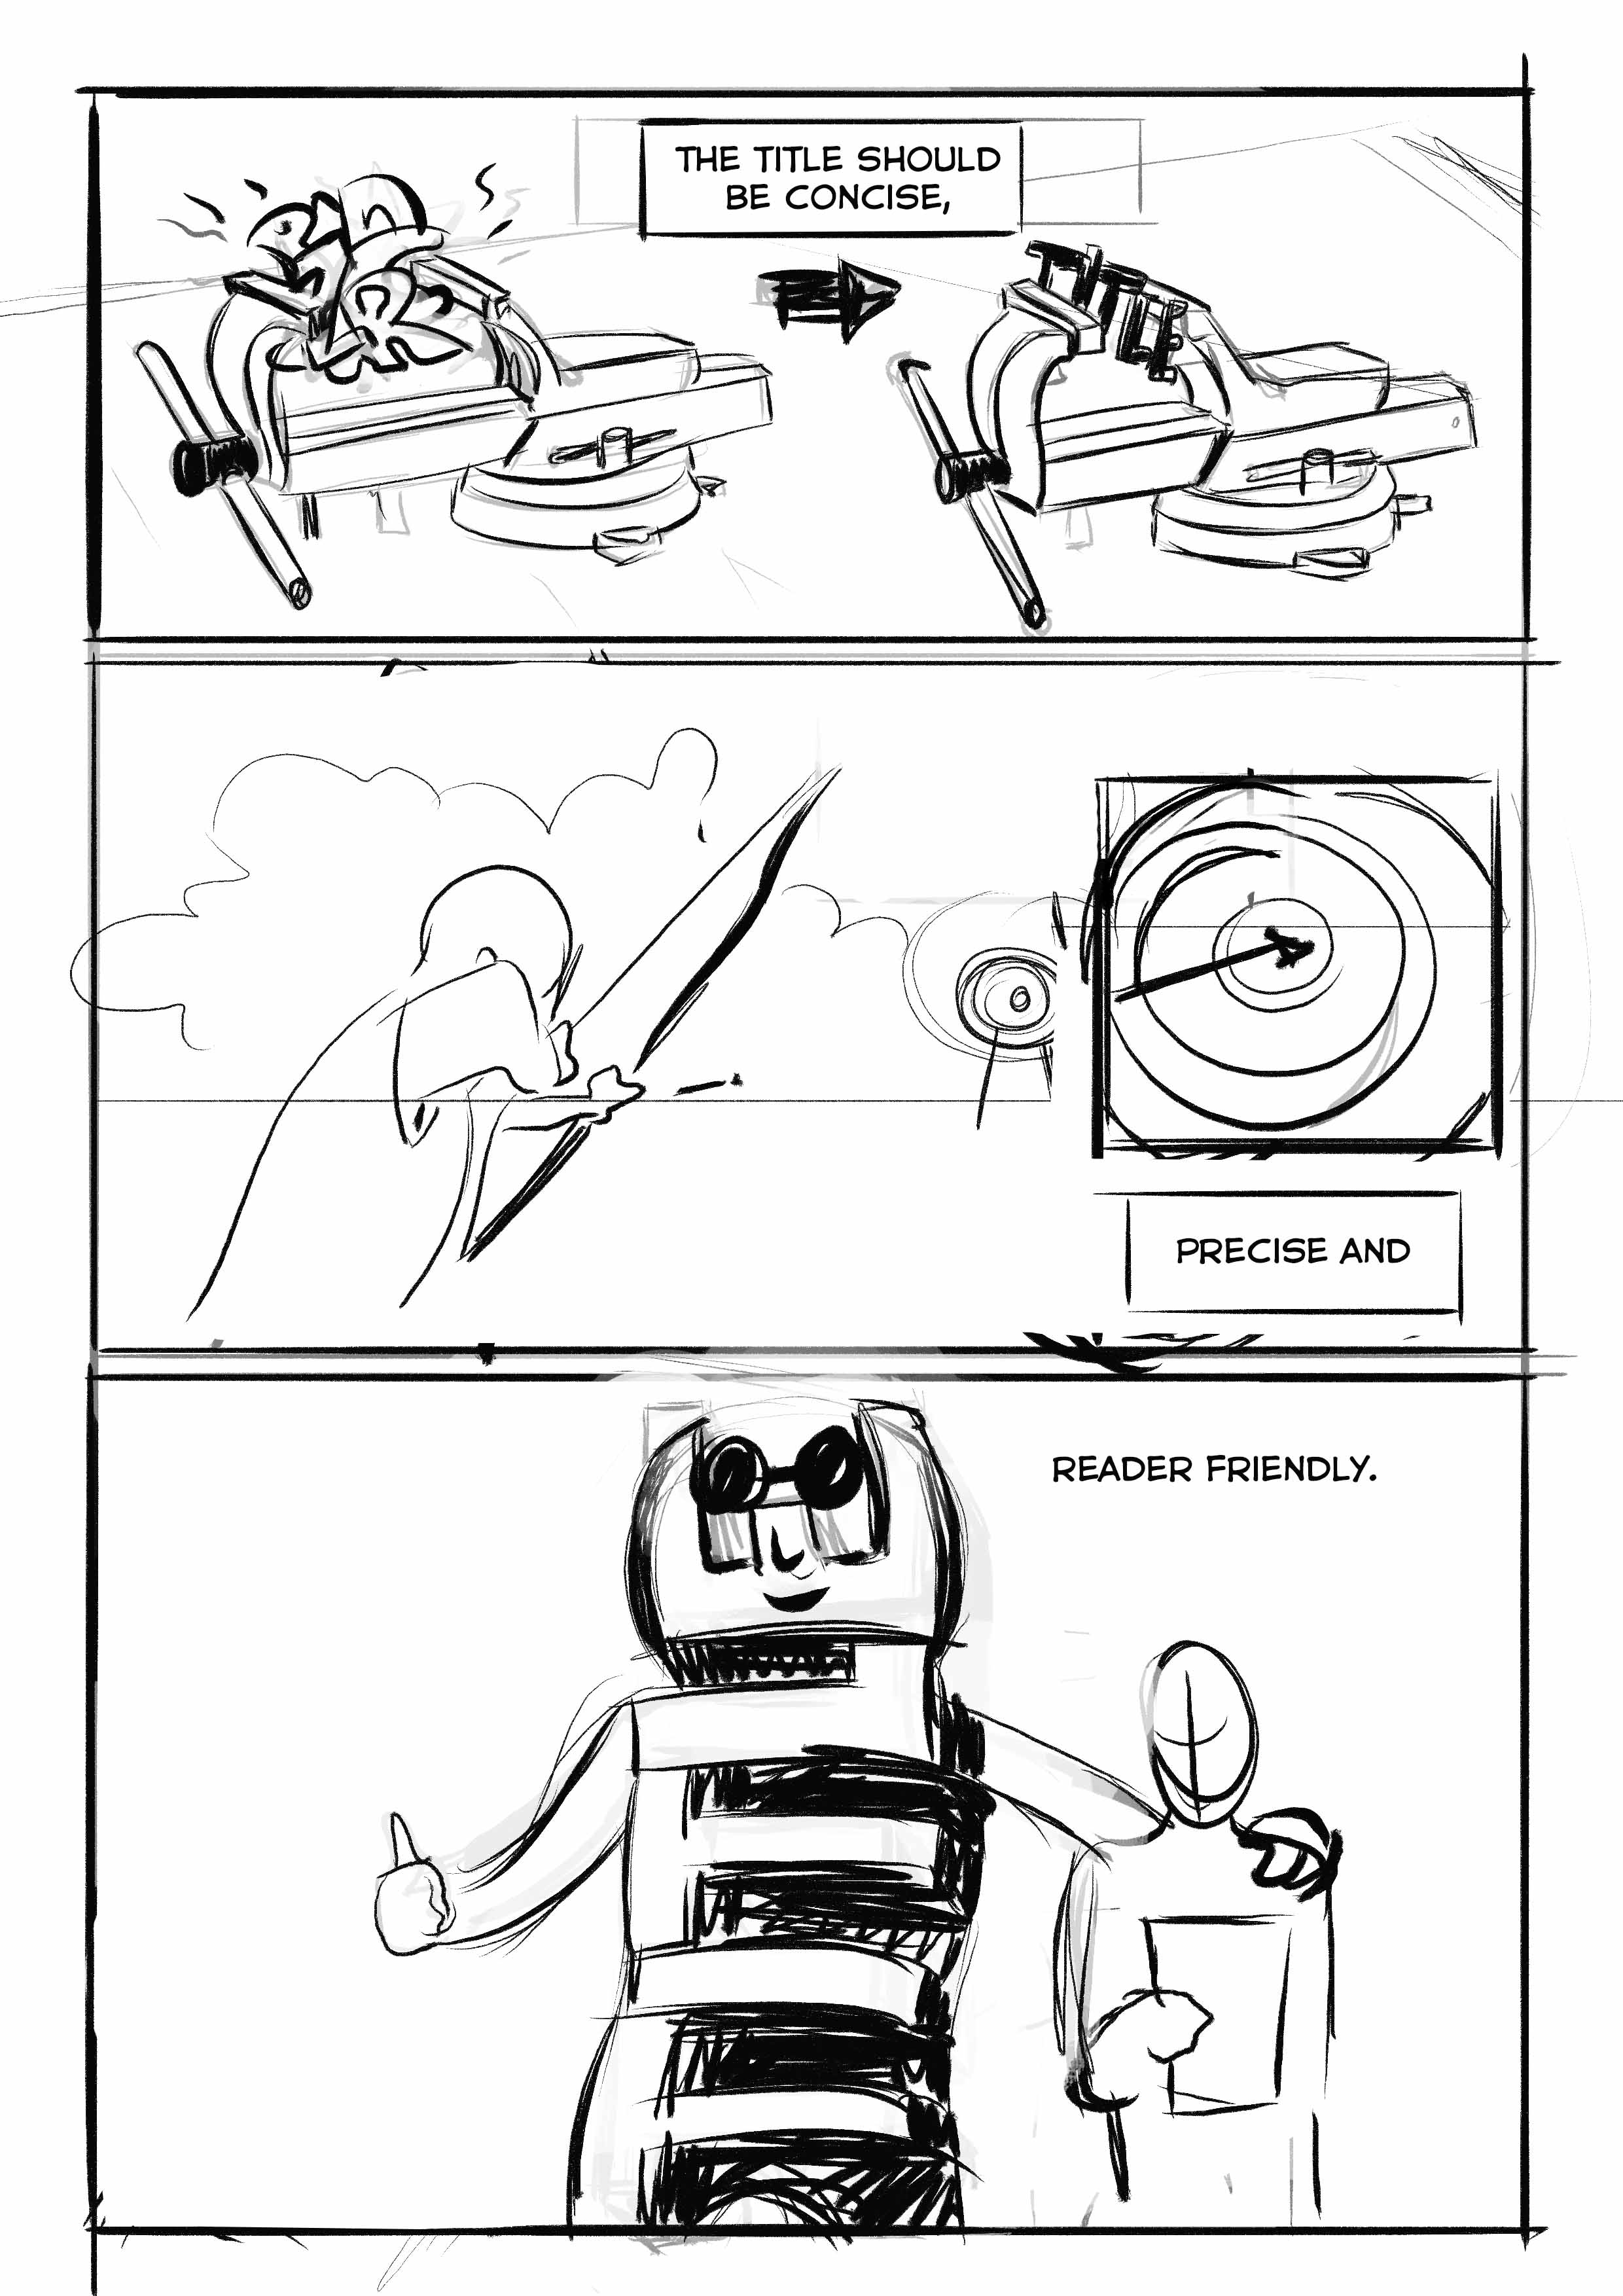 THE TITLE SHOULD
BE CONCISE,
TITLE
PRECISE AND
READER FRIENDLY.